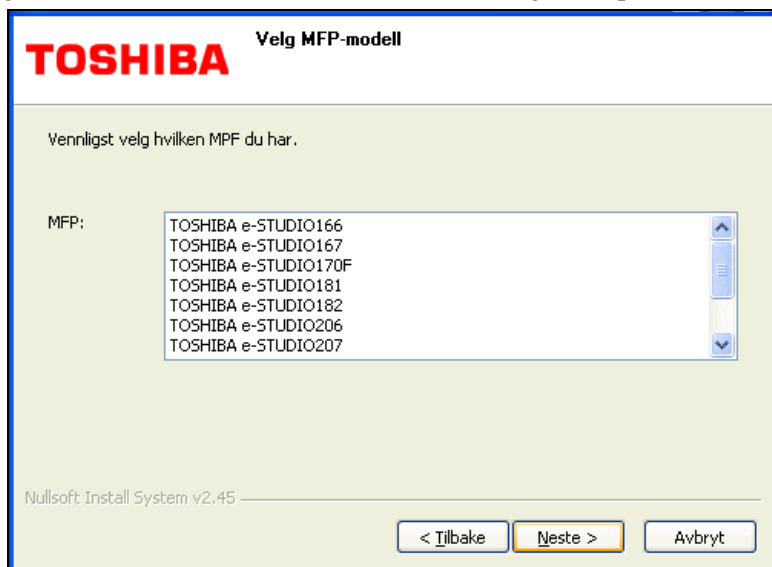 Velg MFP-modell
TOSHIBA
Vennligst velg hvilken MPF du har.
MFP:
TOSHIBA e-STUDIO166
TOSHIBA e-STUDIO167
TOSHIBA e-STUDIO170F
TOSHIBA e-STUDIO181
TOSHIBA e-STUDIO182
TOSHIBA e-STUDIO206
TOSHIBA e-STUDIO207
Nullsoft Install System v2.45
< Tilbake
Neste >
Avbryt